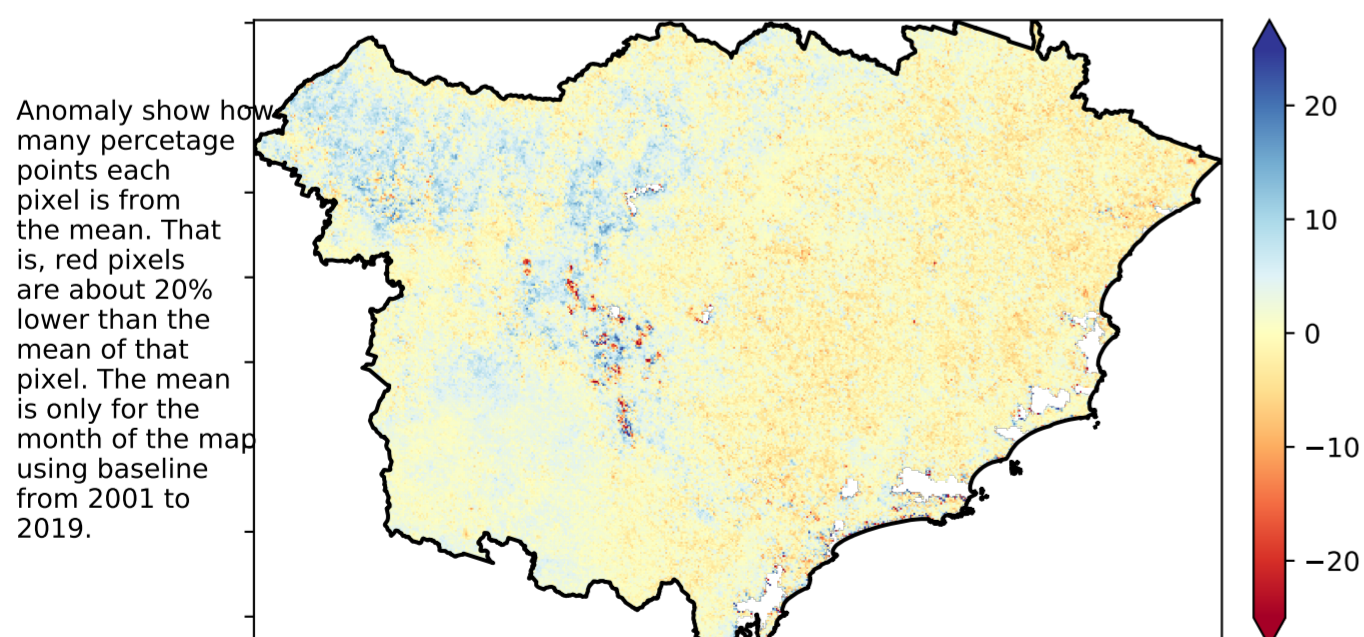 Anomaly show how
many percetage
points each
pixel is from
the mean. That
is, red pixels
are about 20%
lower than the
mean of that
pixel. The mean
is only for the
month of the map
using baseline
from 2001 to
2019.
20
10
0
−10
−20